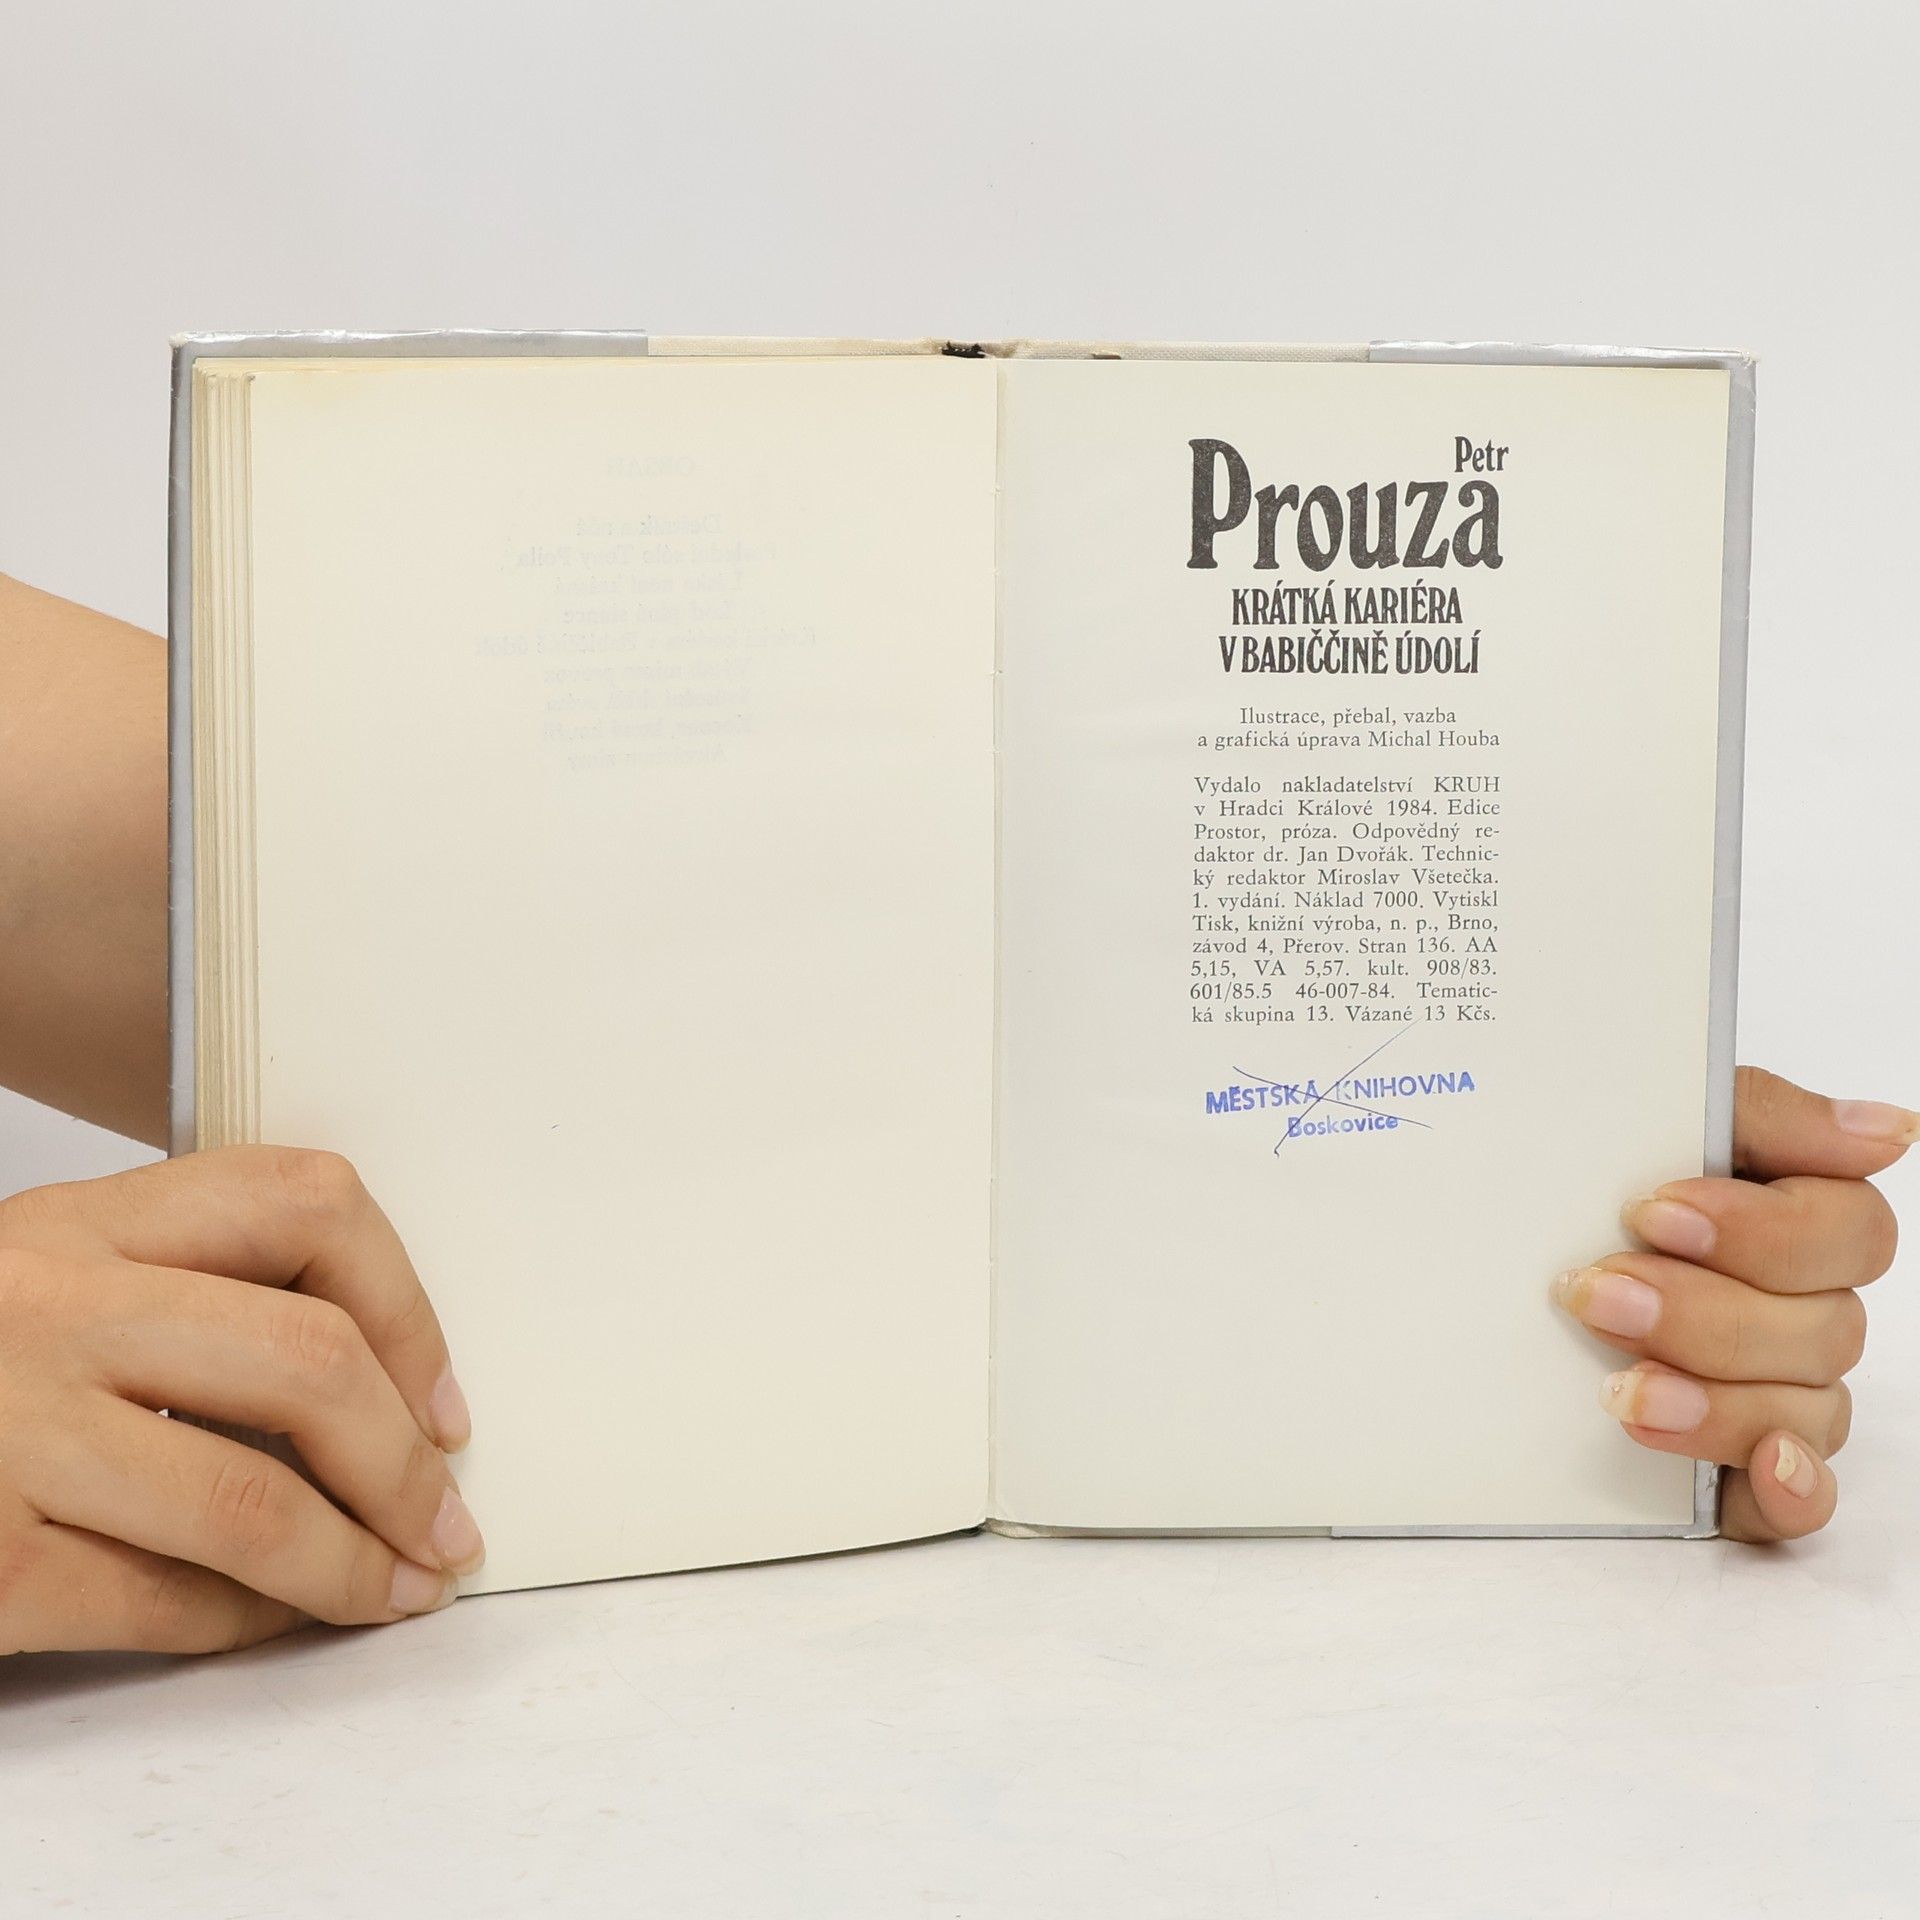 Petr
Prouza
KRÁTKÁ KARIÉRA
V BABIČČINĚ ÚDOLÍ
Ilustrace, přebal, vazba
a grafická úprava Michal Houba
Vydalo nakladatelství KRUH
v Hradci Králové 1984. Edice
Prostor, próza. Odpovědný re-
daktor dr. Jan Dvořák. Technic-
ký redaktor Miroslav Všetečka.
1. vydání. Náklad 7000. Vytiskl
Tisk, knižní výroba, n. p., Brno,
závod 4, Přerov. Stran 136. AA
5,15, VA 5,57. kult. 908/83.
601/85.5 46-007-84. Tematic-
ká skupina 13. Vázané 13 Kčs.
MĚSTSKÁ KNIHOVNA
Boskovice